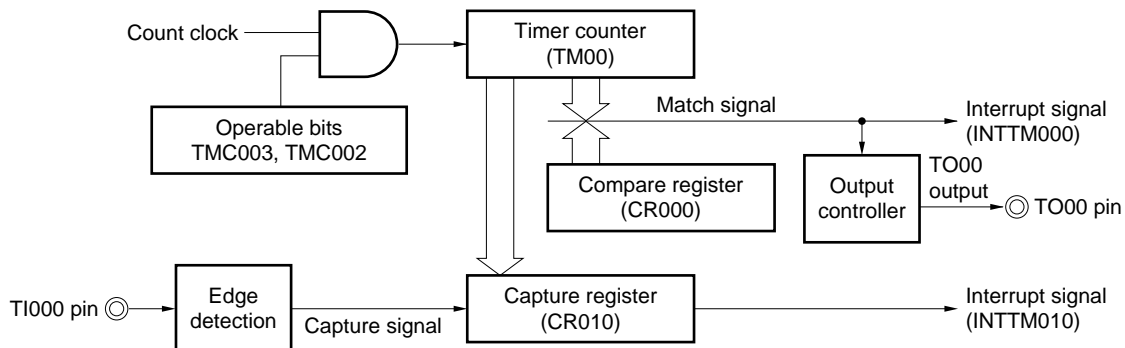 Count clock
Timer counter
(TM00)
Operable bits
TMC003, TMC002
Match signal
Interrupt signal
(INTTM000)
Compare register
(CR000)
Output
controller
TO00
output
TO00 pin
TI000 pin
Edge
detection
Capture signal
Capture register
(CR010)
Interrupt signal
(INTTM010)